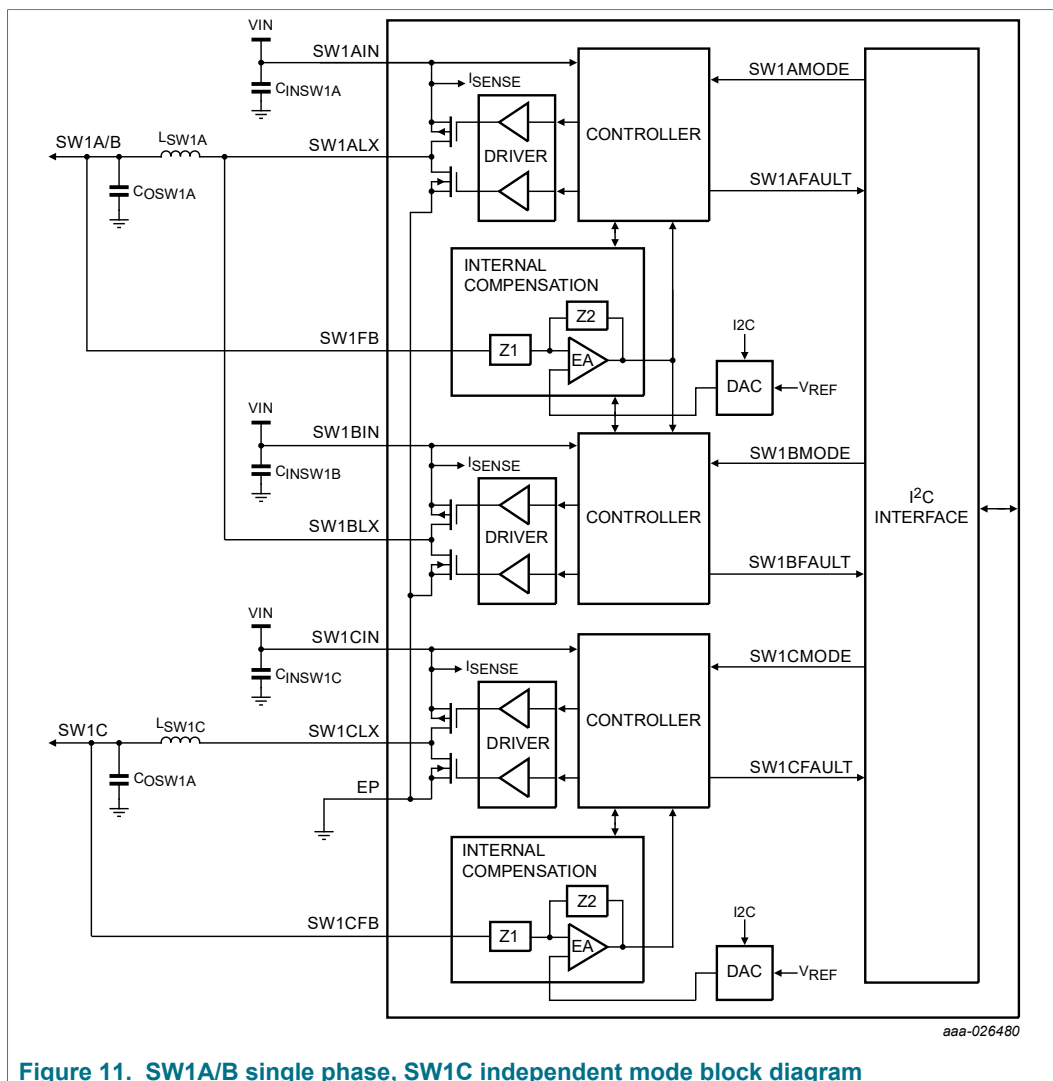 VIN
SW1AIN
CINSW1A
ISENSE
SW1AMODE
CONTROLLER
SW1A/B
LSW1A
SW1ALX
DRIVER
COSW1A
SW1AFAULT
INTERNAL
COMPENSATION
Z2
I2C
SW1FB
Z1
EA
DAC
VREF
VIN
SW1BIN
CINSW1B
ISENSE
SW1BMODE
CONTROLLER
I2C
INTERFACE
SW1BLX
DRIVER
SW1BFAULT
VIN
SW1CIN
CINSW1C
ISENSE
SW1CMODE
CONTROLLER
SW1C
LSW1C
SW1CLX
DRIVER
COSW1A
SW1CFAULT
EP
INTERNAL
COMPENSATION
Z2
I2C
SW1CFB
Z1
EA
DAC
VREF
aaa-026480
Figure 11. SW1A/B single phase, SW1C independent mode block diagram